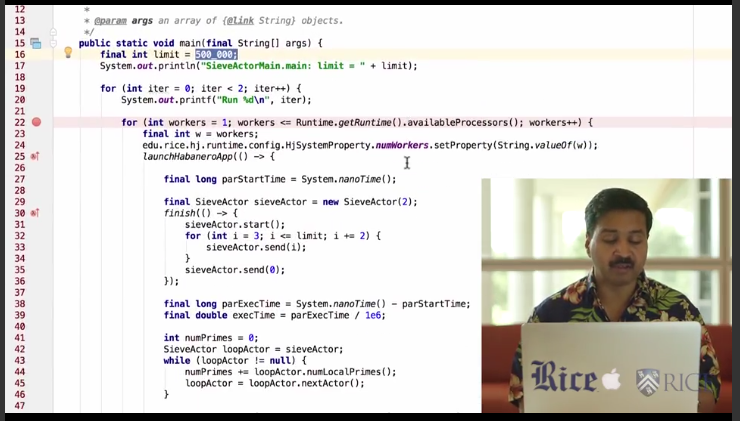 12 *
13 * @param args an array of {@link String} objects.
14 */
15 public static void main(final String[] args) {
16 final int limit = 500_000;
17 System.out.println("SieveActorMain.main: limit = " + limit);
18
19 for (int iter = 0; iter < 2; iter++) {
20 System.out.printf("Run %d\n", iter);
21
22 for (int workers = 1; workers <= Runtime.getRuntime().availableProcessors(); workers++) {
23 final int w = workers;
24 edu.rice.hj.runtime.config.HjSystemProperty.numWorkers.setProperty(String.valueOf(w));
25 launchHabaneroApp(() -> {
26
27 final long parStartTime = System.nanoTime();
28
29 final SieveActor sieveActor = new SieveActor(2);
30 finish(() -> {
31 sieveActor.start();
32 for (int i = 3; i <= limit; i += 2) {
33 sieveActor.send(i);
34 }
35 sieveActor.send(0);
36 });
37
38 final long parExecTime = System.nanoTime() - parStartTime;
39 final double execTime = parExecTime / 1e6;
40
41 int numPrimes = 0;
42 SieveActor loopActor = sieveActor;
43 while (loopActor != null) {
44 numPrimes += loopActor.numLocalPrimes();
45 loopActor = loopActor.nextActor();
46 }
47
Rice